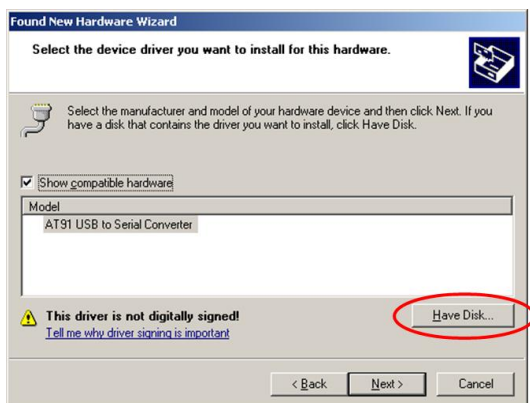 Found New Hardware Wizard
Select the device driver you want to install for this hardware.
Select the manufacturer and model of your hardware device and then click Next. If you
have a disk that contains the driver you want to install, click Have Disk.
Show compatible hardware
Model
AT91 USB to Serial Converter
This driver is not digitally signed!
Tell me why driver signing is important
Have Disk...
< Back
Next >
Cancel